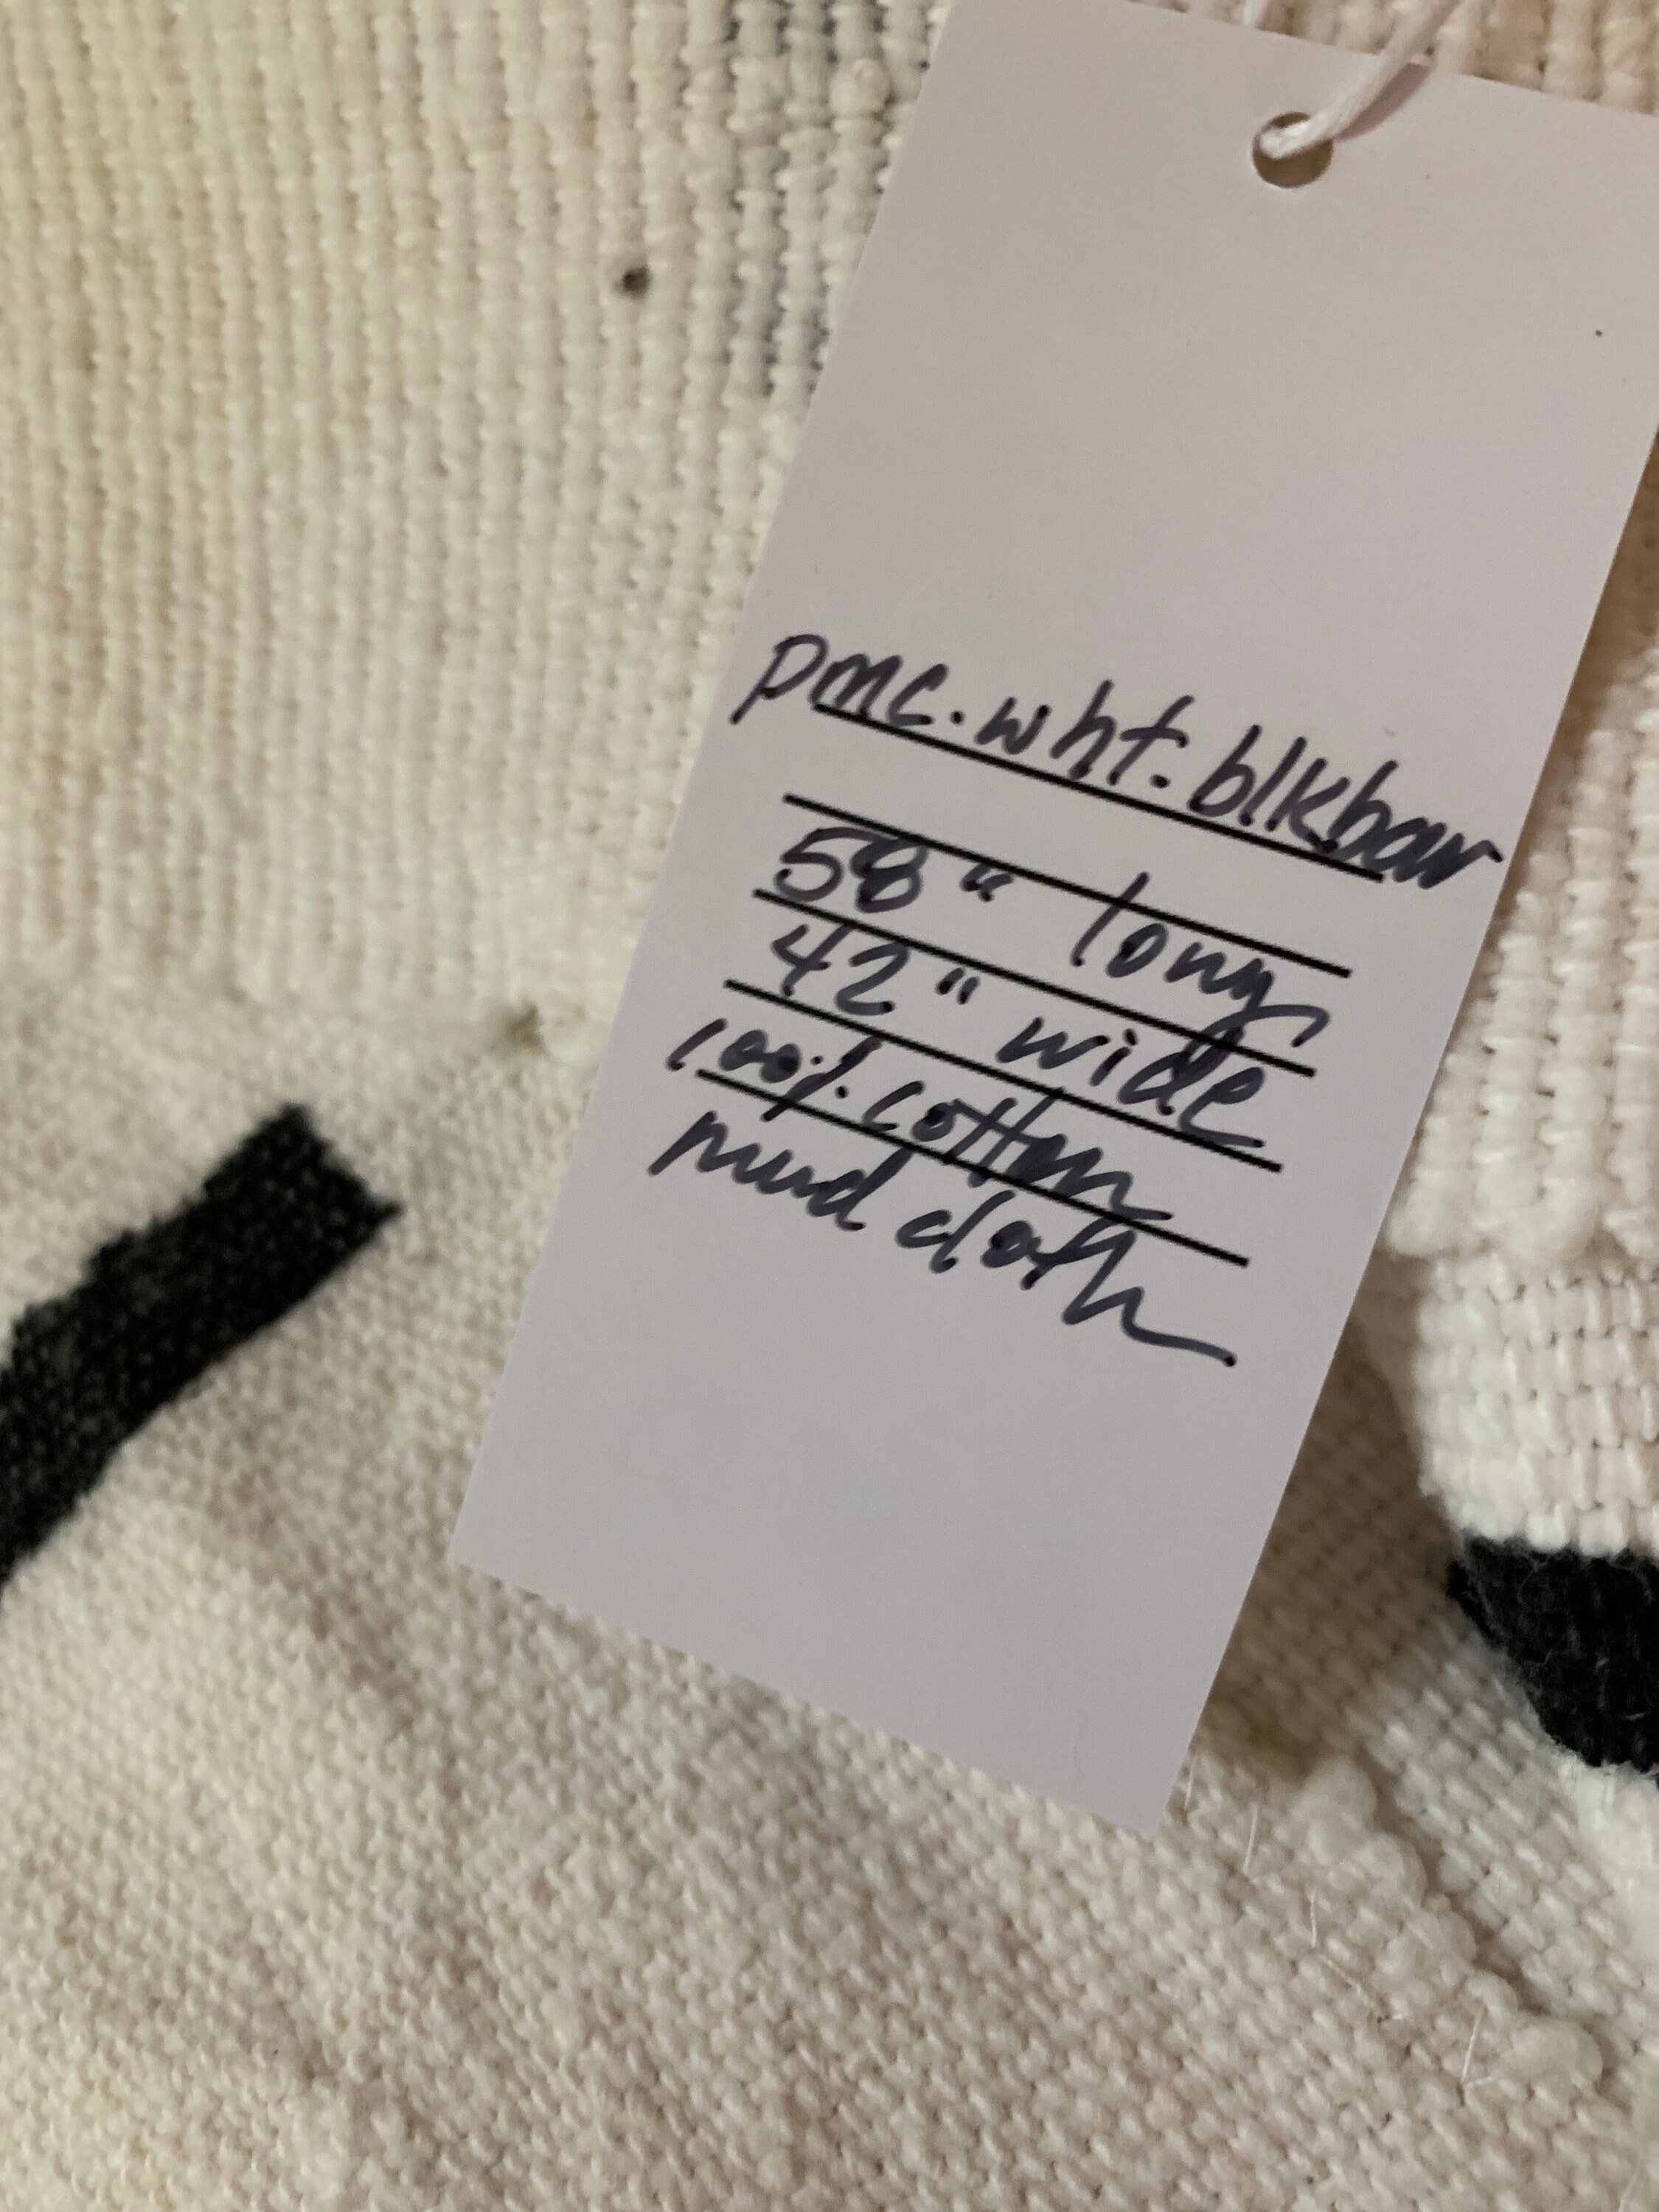 pmc.wht.blkbar
58" long
42" wide
100% cotton
mud cloth